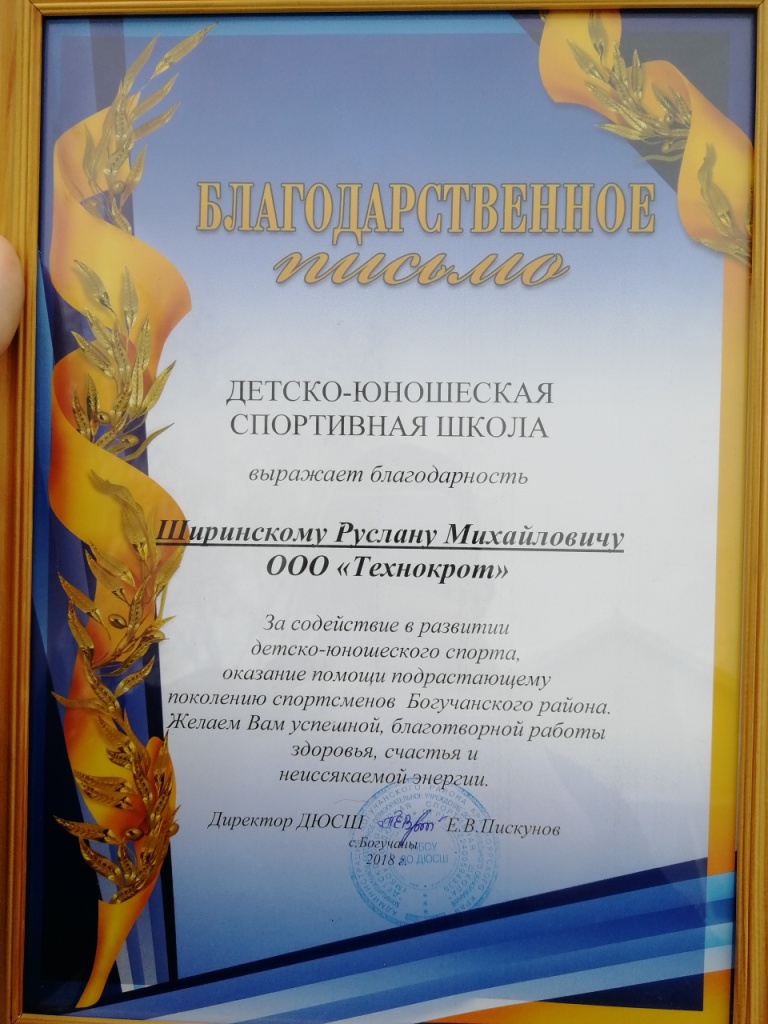 БЛАГОДАРСТВЕННОЕ
письмо
ДЕТСКО-ЮНОШЕСКАЯ
СПОРТИВНАЯ ШКОЛА
выражает благодарность
Ширинскому Руслану Михайловичу
ООО «Технокрот»
За содействие в развитии
детско-юношеского спорта,
оказание помощи подрастающему
поколению спортсменов Богучанского района.
Желаем Вам успешной, благотворной работы
здоровья, счастья и
неиссякаемой энергии.
Директор ДЮСШ Е.В.Пискунов
с.Богучаны
2018 г.
ДО ДЮСШ